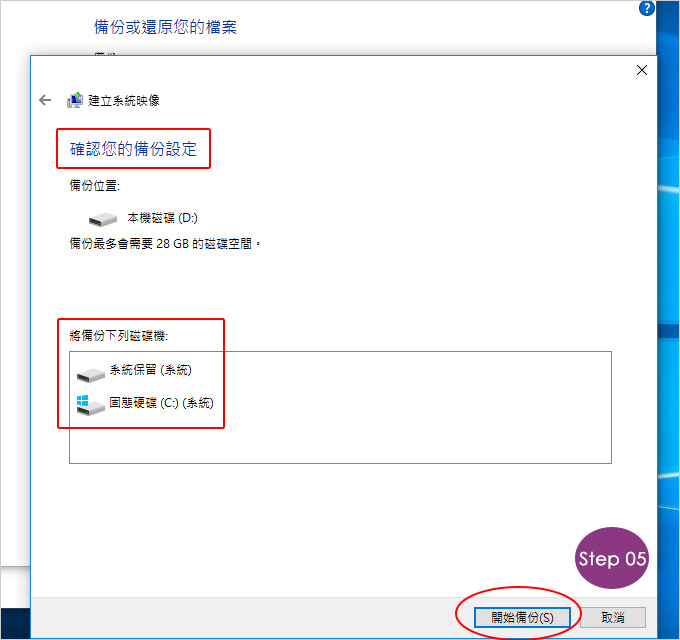 備份或還原您的檔案
?
建立系統映像
確認您的備份設定
備份位置:
本機磁碟 (D:)
備份最多會需要 28 GB 的磁碟空間。
將備份下列磁碟機:
系統保留 (系統)
固態硬碟 (C:) (系統)
Step 05
開始備份(S)
取消